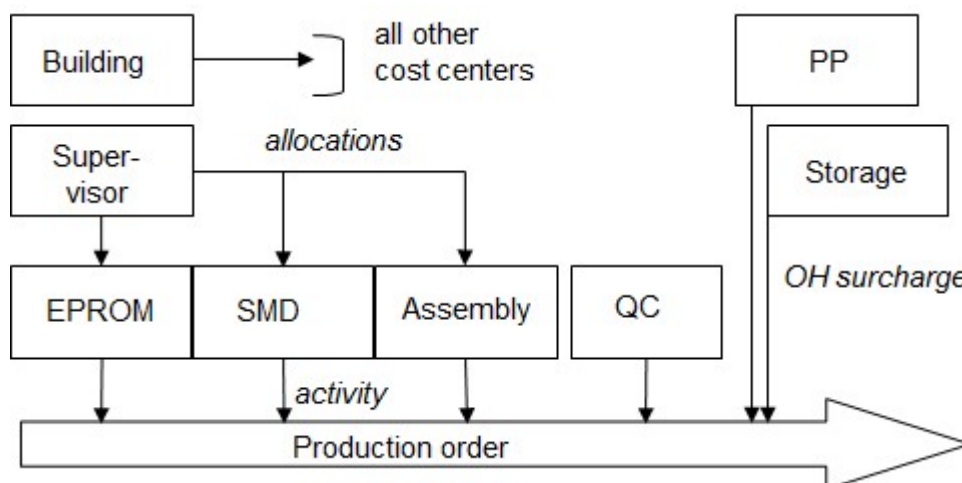 Building
all other
cost centers
PP
Super-
visor
allocations
Storage
EPROM
SMD
Assembly
QC
OH surcharge
activity
Production order